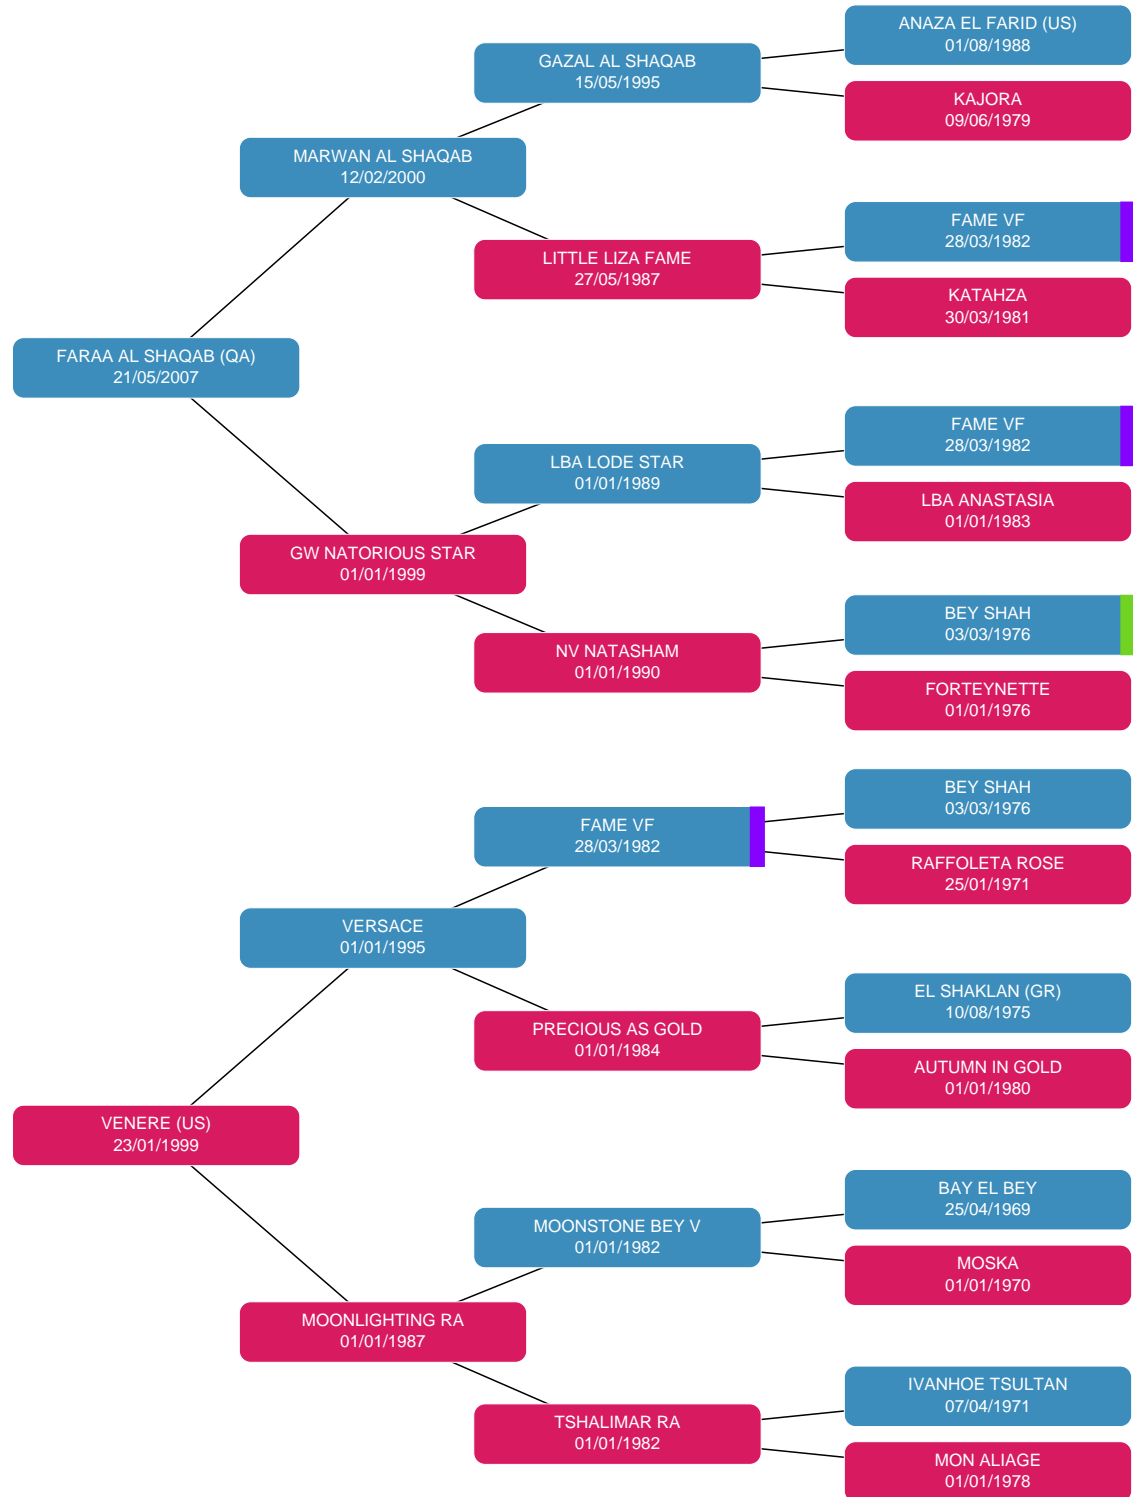 ANAZA EL FARID (US)
01/08/1988
GAZAL AL SHAQAB
15/05/1995
KAJORA
09/06/1979
MARWAN AL SHAQAB
12/02/2000
FAME VF
28/03/1982
LITTLE LIZA FAME
27/05/1987
KATAHZA
30/03/1981
FARAA AL SHAQAB (QA)
21/05/2007
FAME VF
28/03/1982
LBA LODE STAR
01/01/1989
LBA ANASTASIA
01/01/1983
GW NATORIOUS STAR
01/01/1999
BEY SHAH
03/03/1976
NV NATASHAM
01/01/1990
FORTEYNETTE
01/01/1976
BEY SHAH
03/03/1976
FAME VF
28/03/1982
RAFFOLETA ROSE
25/01/1971
VERSACE
01/01/1995
EL SHAKLAN (GR)
10/08/1975
PRECIOUS AS GOLD
01/01/1984
AUTUMN IN GOLD
01/01/1980
VENERE (US)
23/01/1999
BAY EL BEY
25/04/1969
MOONSTONE BEY V
01/01/1982
MOSKA
01/01/1970
MOONLIGHTING RA
01/01/1987
IVANHOE TSULTAN
07/04/1971
TSHALIMAR RA
01/01/1982
MON ALIAGE
01/01/1978